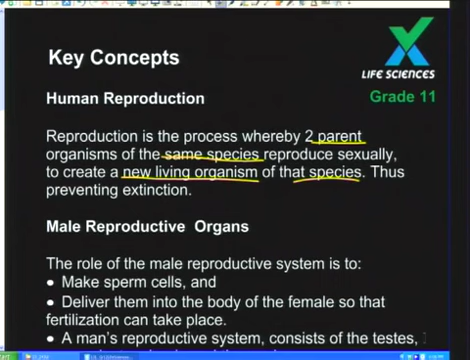 Key Concepts
LIFE SCIENCES
Human Reproduction
Grade 11
Reproduction is the process whereby 2 parent
organisms of the same species reproduce sexually,
to create a new living organism of that species. Thus
preventing extinction.
Male Reproductive Organs
The role of the male reproductive system is to:
• Make sperm cells, and
• Deliver them into the body of the female so that
fertilization can take place.
• A man's reproductive system, consists of the testes,